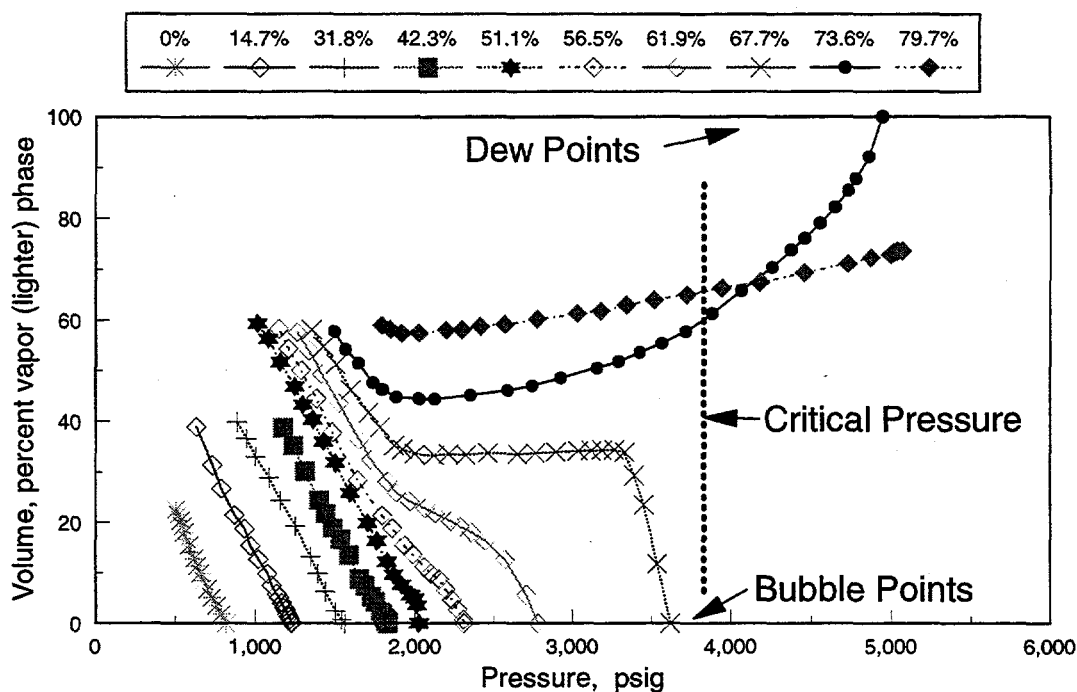 0% 14.7% 31.8% 42.3% 51.1% 56.5% 61.9% 67.7% 73.6% 79.7%
100
Dew Points
80
60
Critical Pressure
40
20
Bubble Points
0
0 1,000 2,000 3,000 4,000 5,000 6,000
Pressure, psig
Volume, percent vapor (lighter) phase